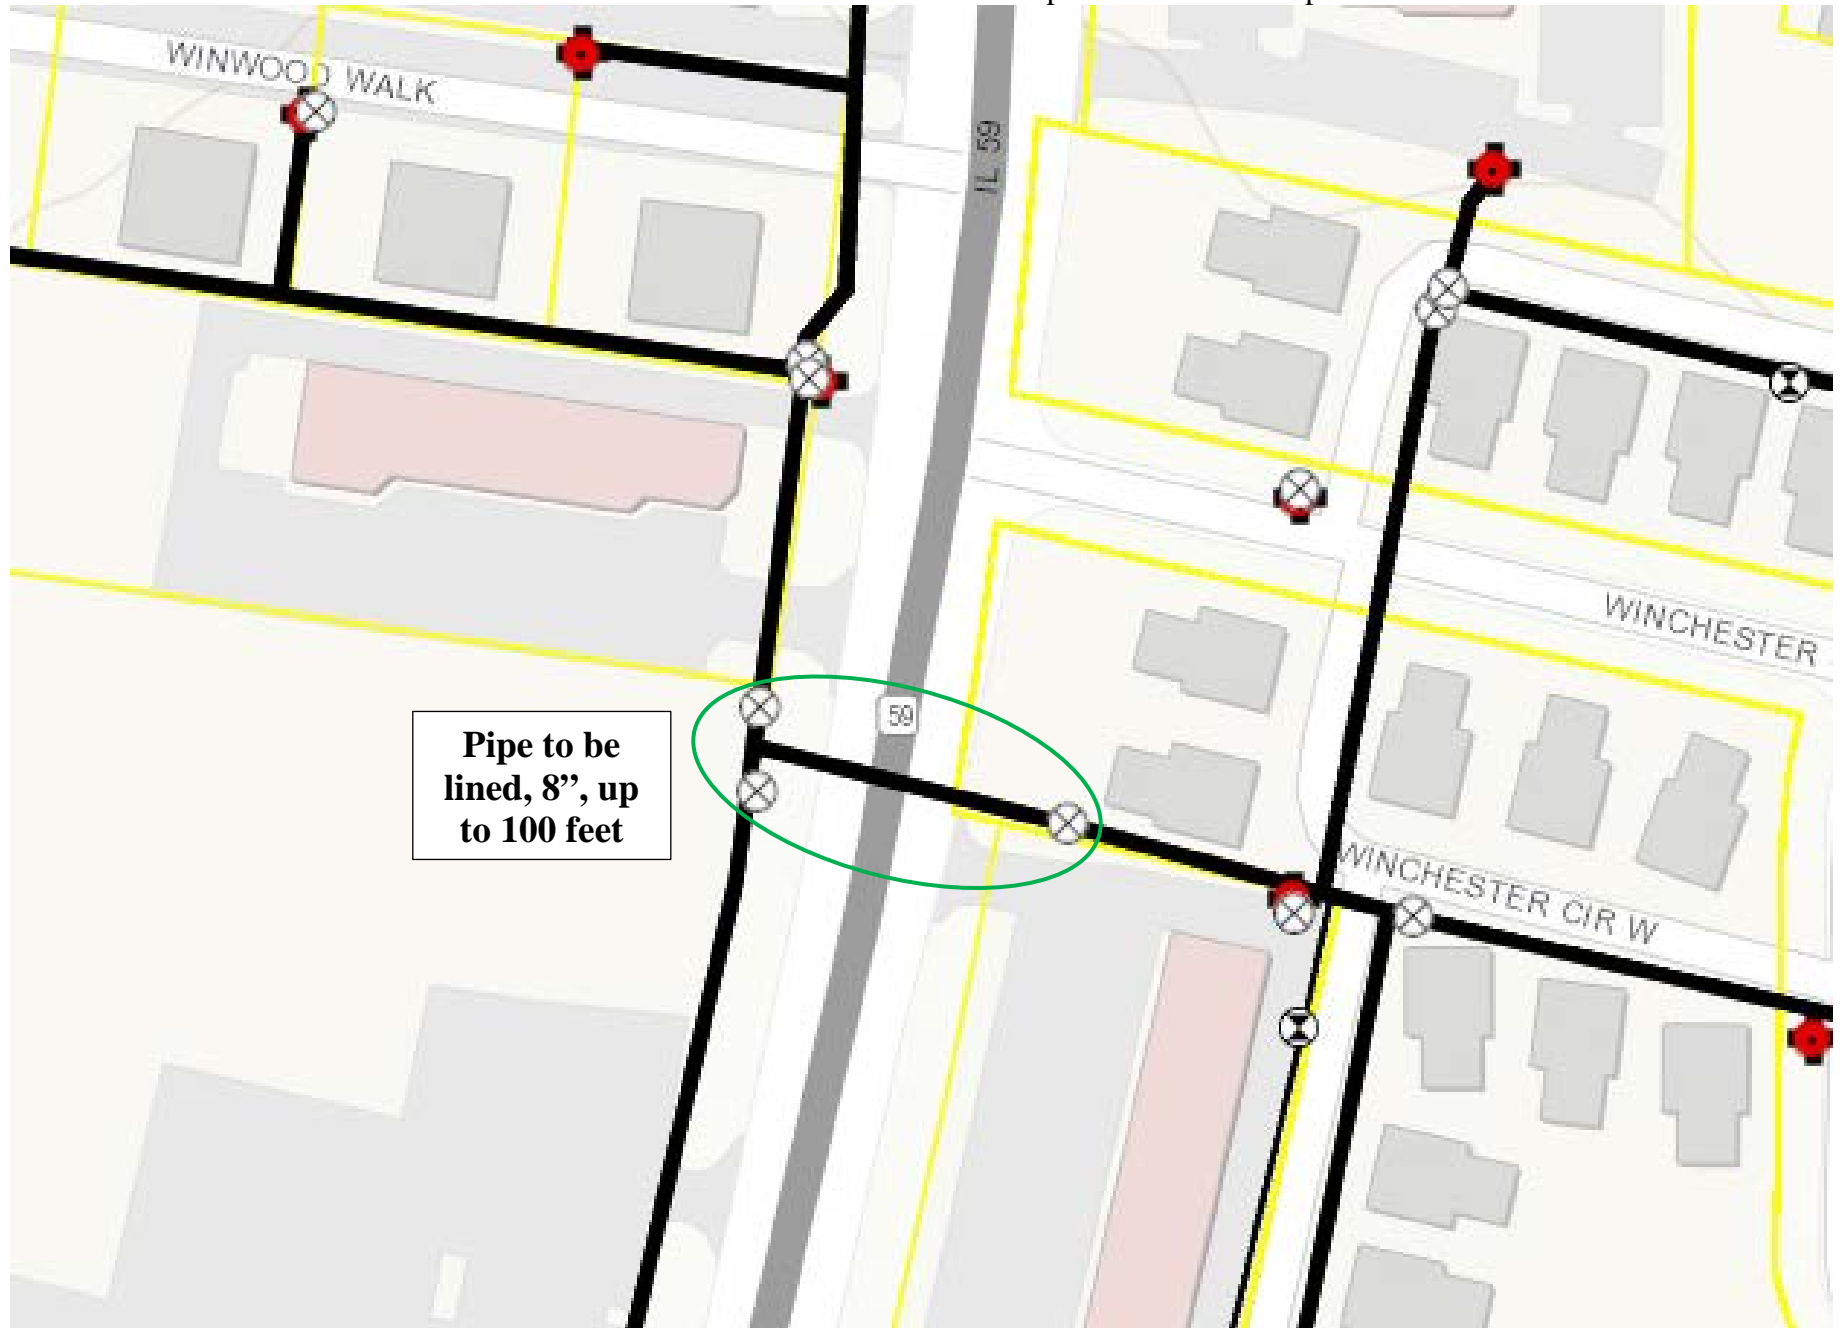 WINWOOD WALK
IL 59
WINCHESTER
59
Pipe to be
lined, 8”, up
to 100 feet
WINCHESTER CIR W